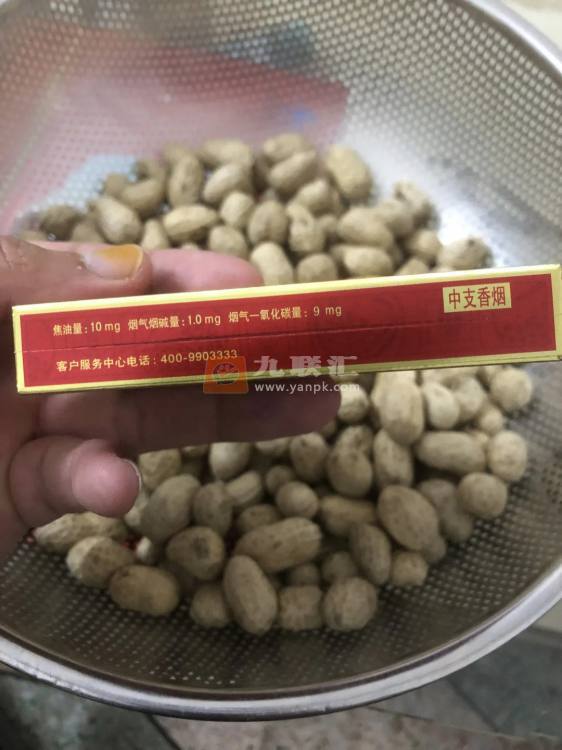 焦油量：10 mg 烟气烟碱量：1.0 mg 烟气一氧化碳量：9 mg
中支香烟
客户服务中心电话：400-9903333
九联汇
www.yanpk.com